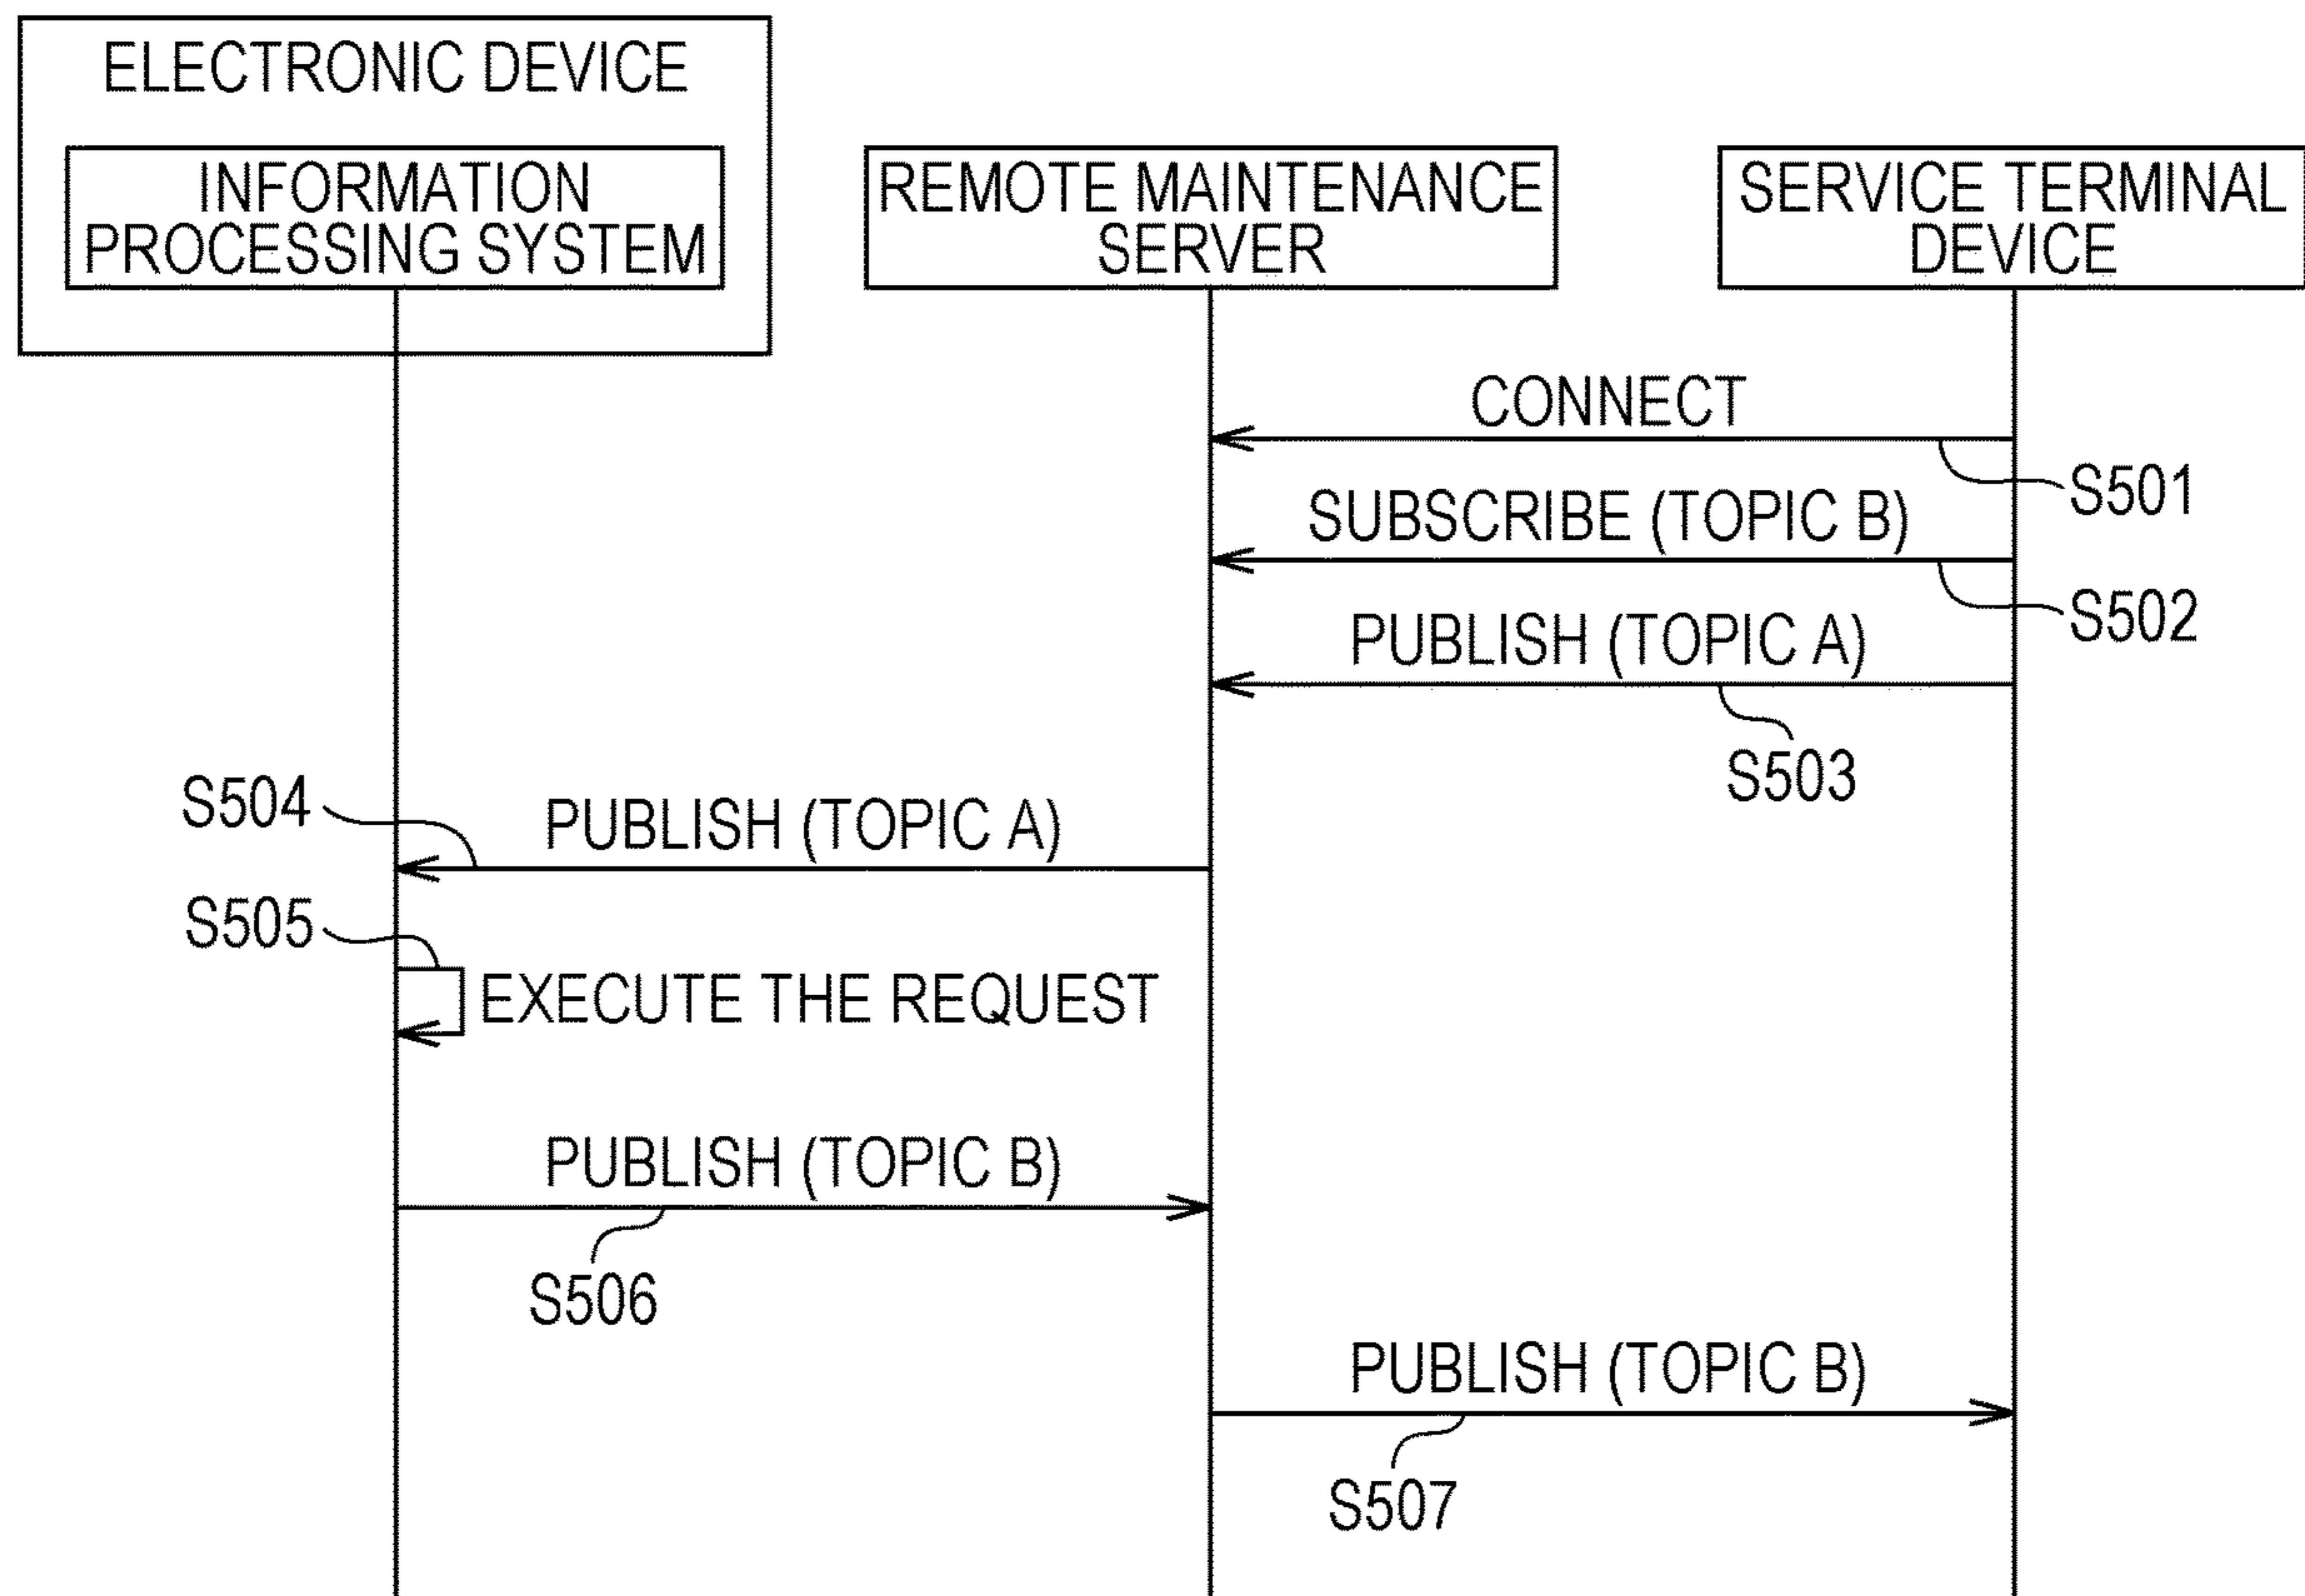 ELECTRONIC DEVICE
INFORMATION
PROCESSING SYSTEM
REMOTE MAINTENANCE
SERVER
SERVICE TERMINAL
DEVICE
CONNECT
S501
SUBSCRIBE (TOPIC B)
S502
PUBLISH (TOPIC A)
S503
S504
PUBLISH (TOPIC A)
S505
EXECUTE THE REQUEST
PUBLISH (TOPIC B)
S506
PUBLISH (TOPIC B)
S507